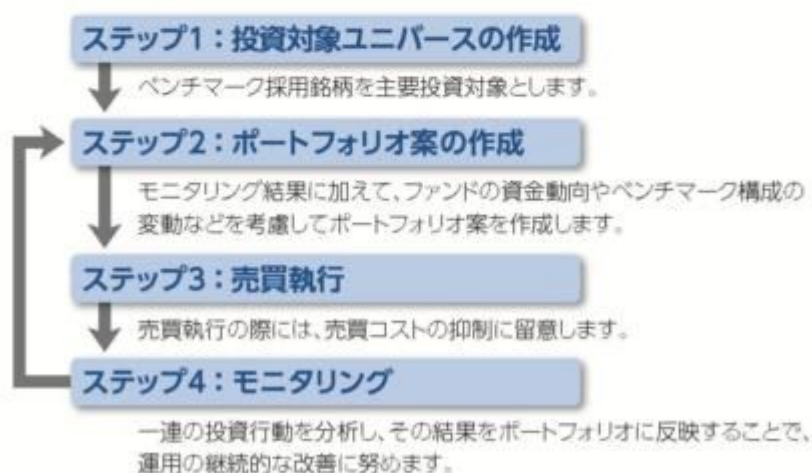 ステップ1：投資対象ユニバースの作成
ベンチマーク採用銘柄を主要投資対象とします。
ステップ2：ポートフォリオ案の作成
モニタリング結果に加えて、ファンドの資金動向やベンチマーク構成の
変動などを考慮してポートフォリオ案を作成します。
ステップ3：売買執行
売買執行の際には、売買コストの抑制に留意します。
ステップ4：モニタリング
一連の投資行動を分析し、その結果をポートフォリオに反映することで、
運用の継続的な改善に努めます。